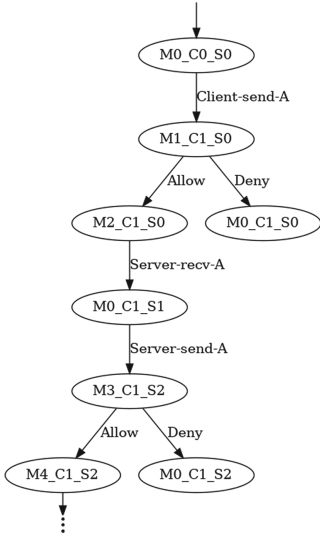 M0_C0_S0
Client-send-A
M1_C1_S0
Allow Deny
M2_C1_S0 M0_C1_S0
Server-recv-A
M0_C1_S1
Server-send-A
M3_C1_S2
Allow Deny
M4_C1_S2 M0_C1_S2